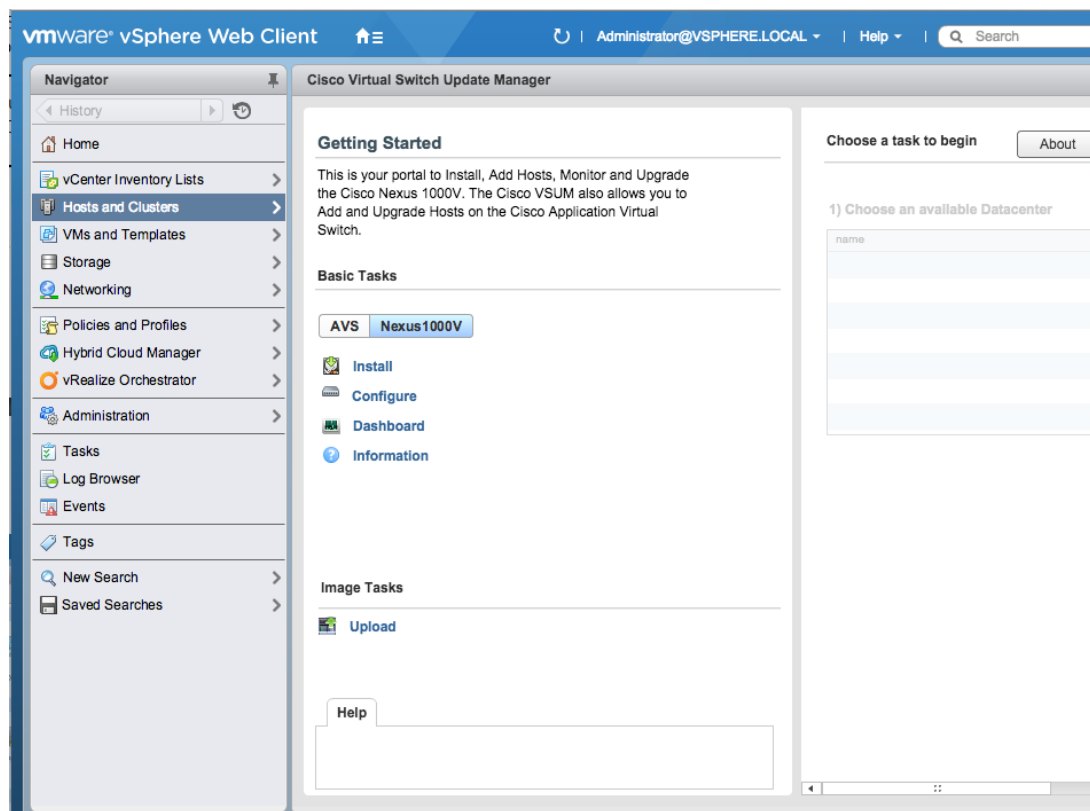 vmware® vSphere Web Client
Administrator@VSPHERE.LOCAL
Help
Search
Navigator
History
Home
vCenter Inventory Lists
Hosts and Clusters
VMs and Templates
Storage
Networking
Policies and Profiles
Hybrid Cloud Manager
vRealize Orchestrator
Administration
Tasks
Log Browser
Events
Tags
New Search
Saved Searches
Cisco Virtual Switch Update Manager
Getting Started
This is your portal to Install, Add Hosts, Monitor and Upgrade
the Cisco Nexus 1000V. The Cisco VSUM also allows you to
Add and Upgrade Hosts on the Cisco Application Virtual
Switch.
Basic Tasks
AVS Nexus1000V
Install
Configure
Dashboard
Information
Image Tasks
Upload
Help
Choose a task to begin
About
1) Choose an available Datacenter
name